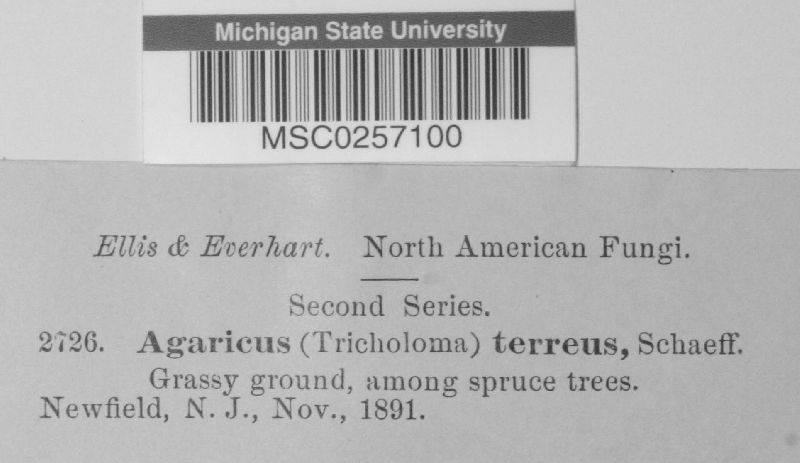 Michigan State University
MSC0257100
Ellis & Everhart. North American Fungi.
Second Series.
2726. Agaricus (Tricholoma) terreus, Schaeff.
Grassy ground, among spruce trees.
Newfield, N. J., Nov., 1891.